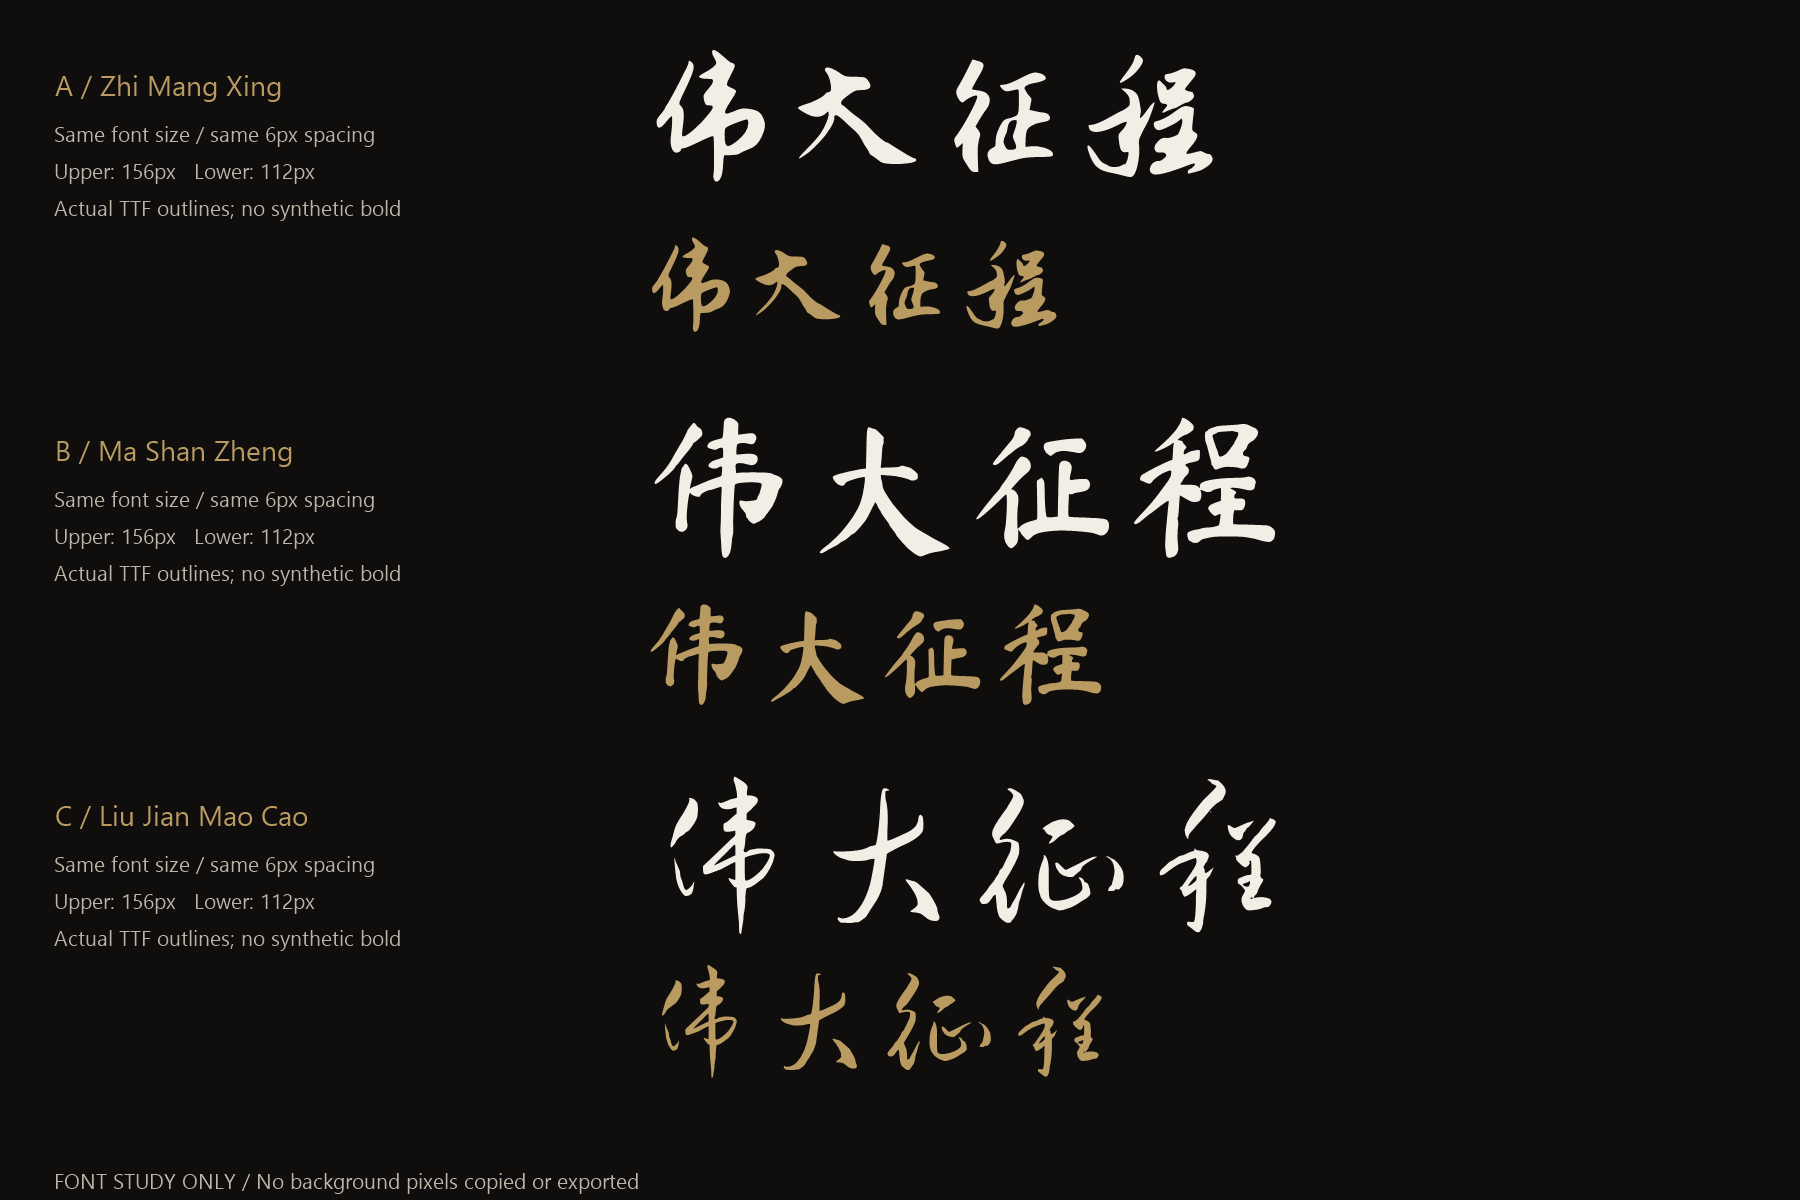 A / Zhi Mang Xing
Same font size / same 6px spacing
Upper: 156px Lower: 112px
Actual TTF outlines; no synthetic bold
伟大征程
伟大征程
B / Ma Shan Zheng
Same font size / same 6px spacing
Upper: 156px Lower: 112px
Actual TTF outlines; no synthetic bold
伟大征程
伟大征程
C / Liu Jian Mao Cao
Same font size / same 6px spacing
Upper: 156px Lower: 112px
Actual TTF outlines; no synthetic bold
伟大征程
伟大征程
FONT STUDY ONLY / No background pixels copied or exported